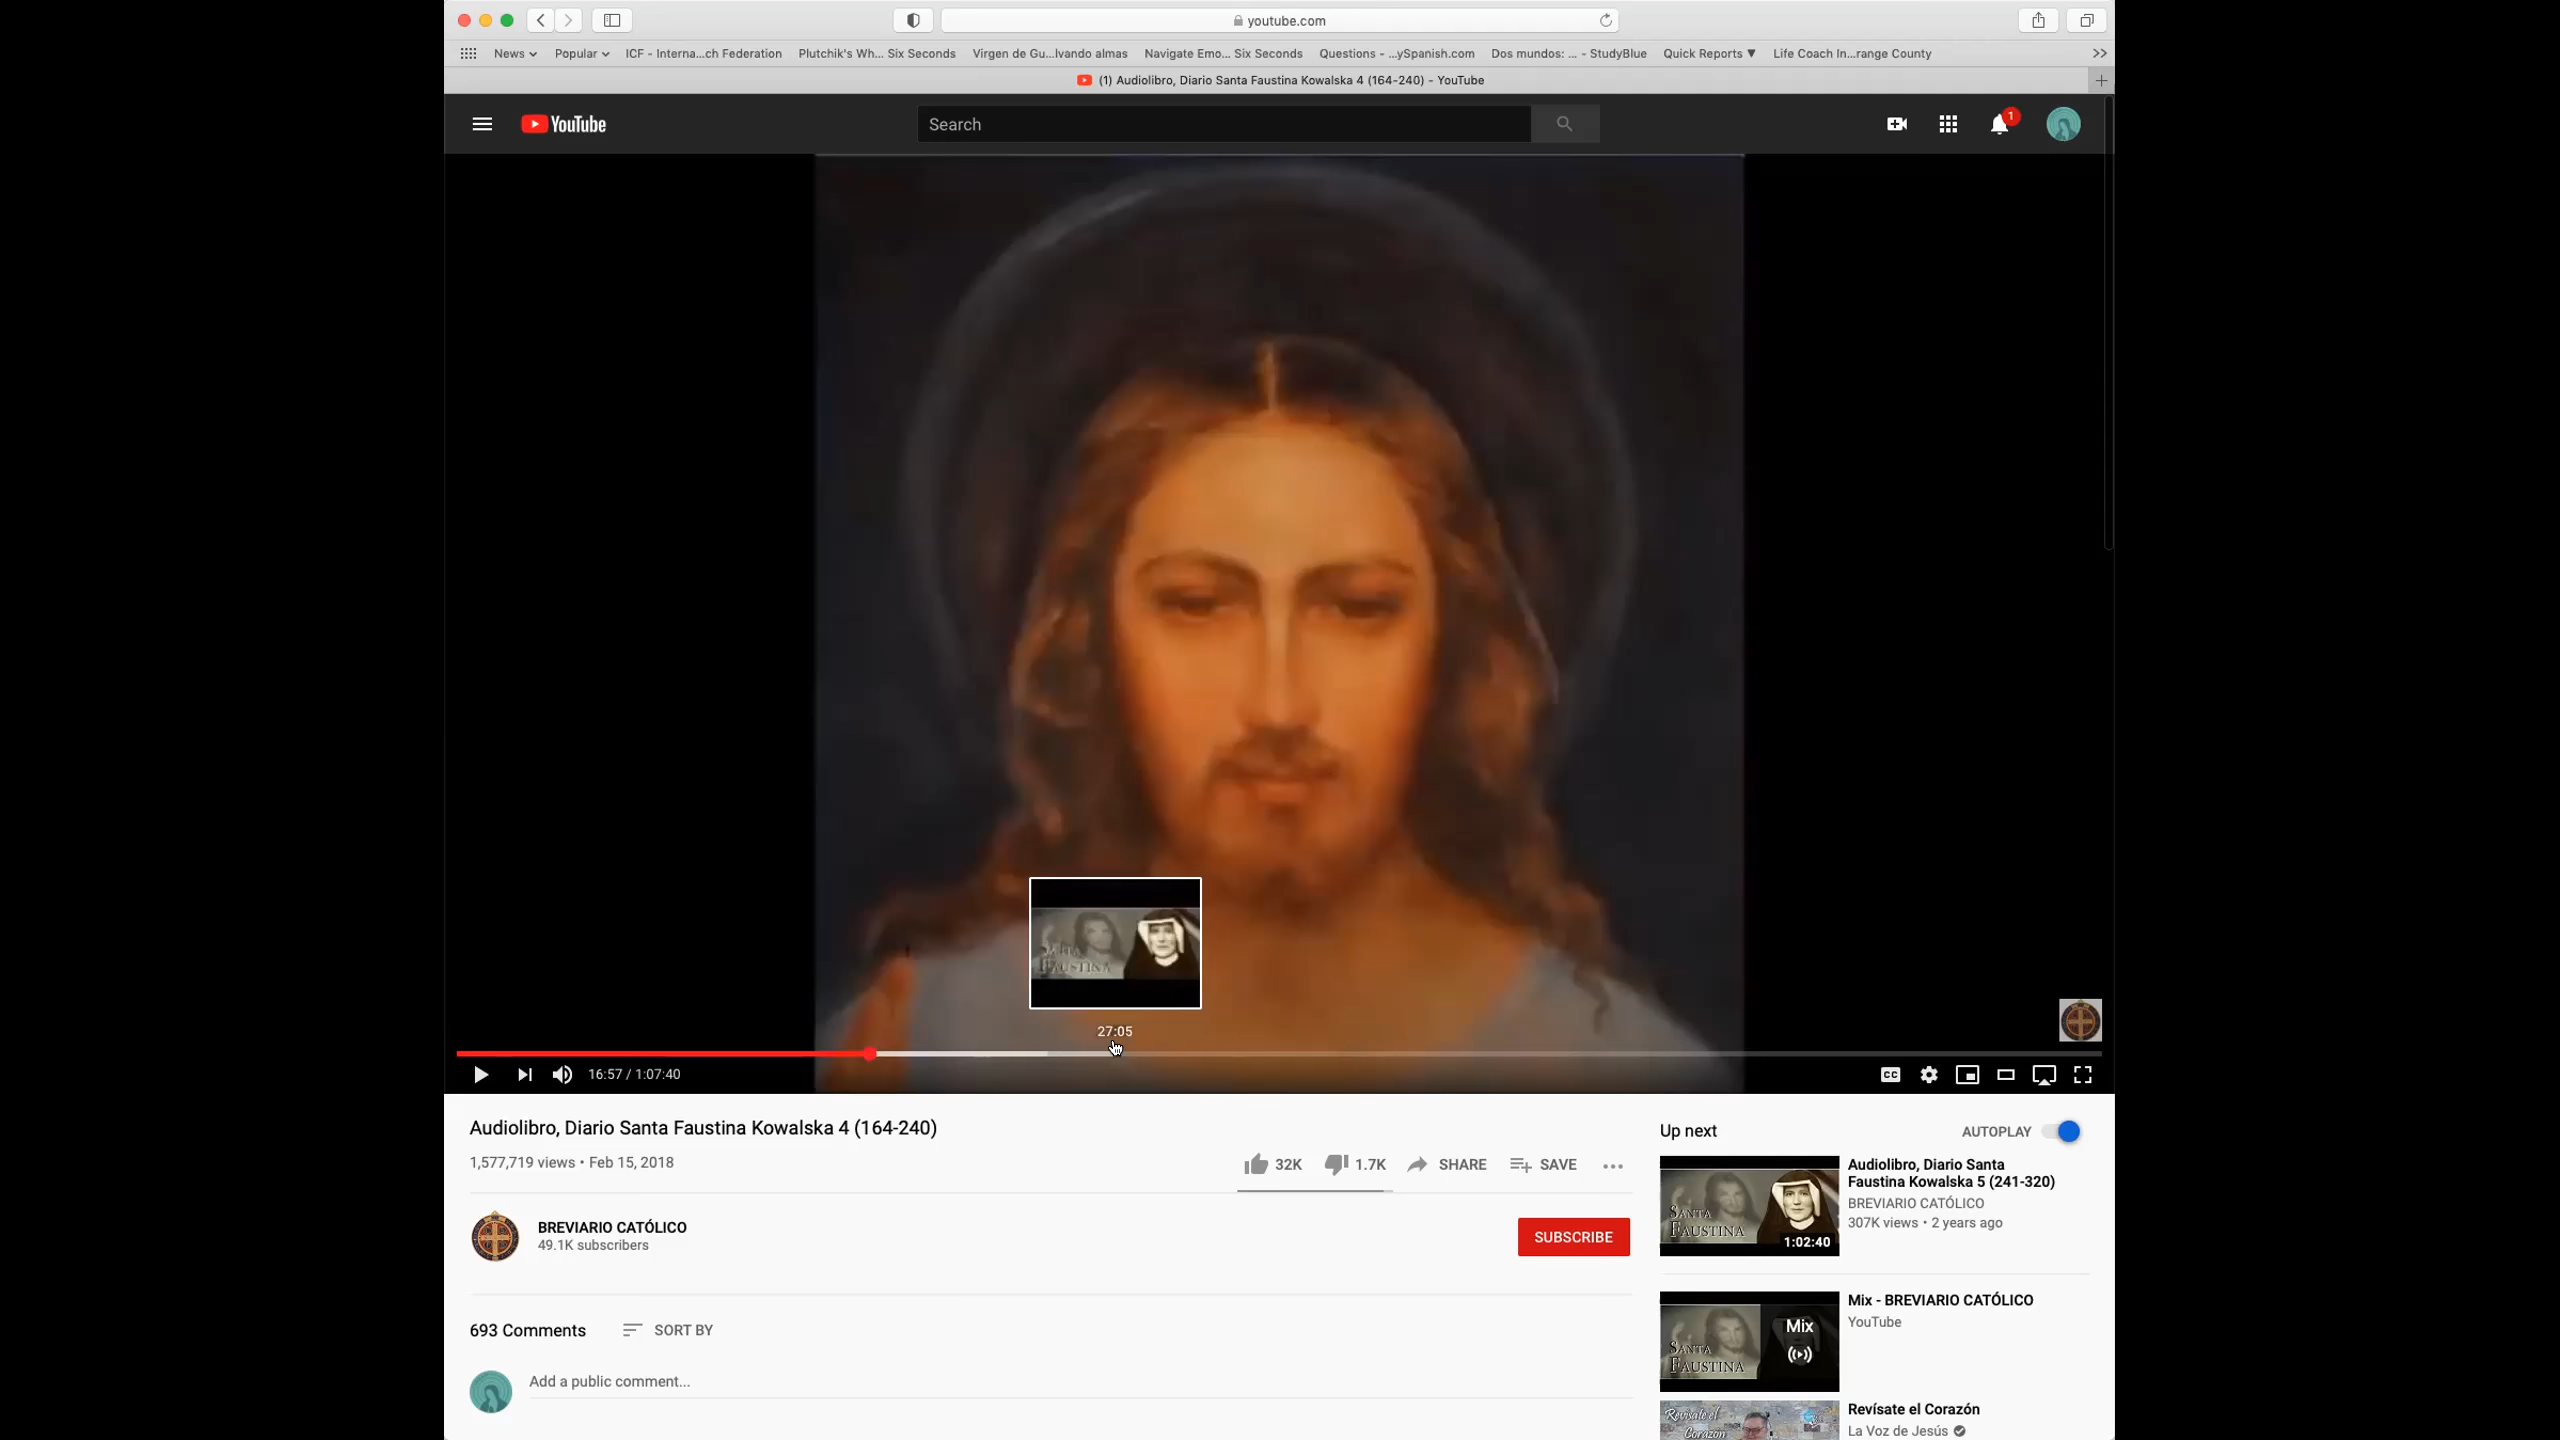 youtube.com
News Popular ICF - Interna...ch Federation Plutchik's Wh... Six Seconds Virgen de Gu...lvando almas Navigate Emo... Six Seconds Questions - ...ySpanish.com Dos mundos: ... - StudyBlue Quick Reports ▼ Life Coach In...range County >>
(1) Audiolibro, Diario Santa Faustina Kowalska 4 (164-240) - YouTube
YouTube
Search
1
SANTA
FAUSTINA
27:05
16:57 / 1:07:40
CC
Audiolibro, Diario Santa Faustina Kowalska 4 (164-240)
1,577,719 views • Feb 15, 2018
32K 1.7K SHARE SAVE
BREVIARIO CATÓLICO
49.1K subscribers
SUBSCRIBE
693 Comments SORT BY
Add a public comment...
Up next AUTOPLAY
SANTA
FAUSTINA
1:02:40
Audiolibro, Diario Santa
Faustina Kowalska 5 (241-320)
BREVIARIO CATÓLICO
307K views • 2 years ago
SANTA
FAUSTINA
Mix
Mix - BREVIARIO CATÓLICO
YouTube
Revísate el
Corazón
Revísate el Corazón
La Voz de Jesús